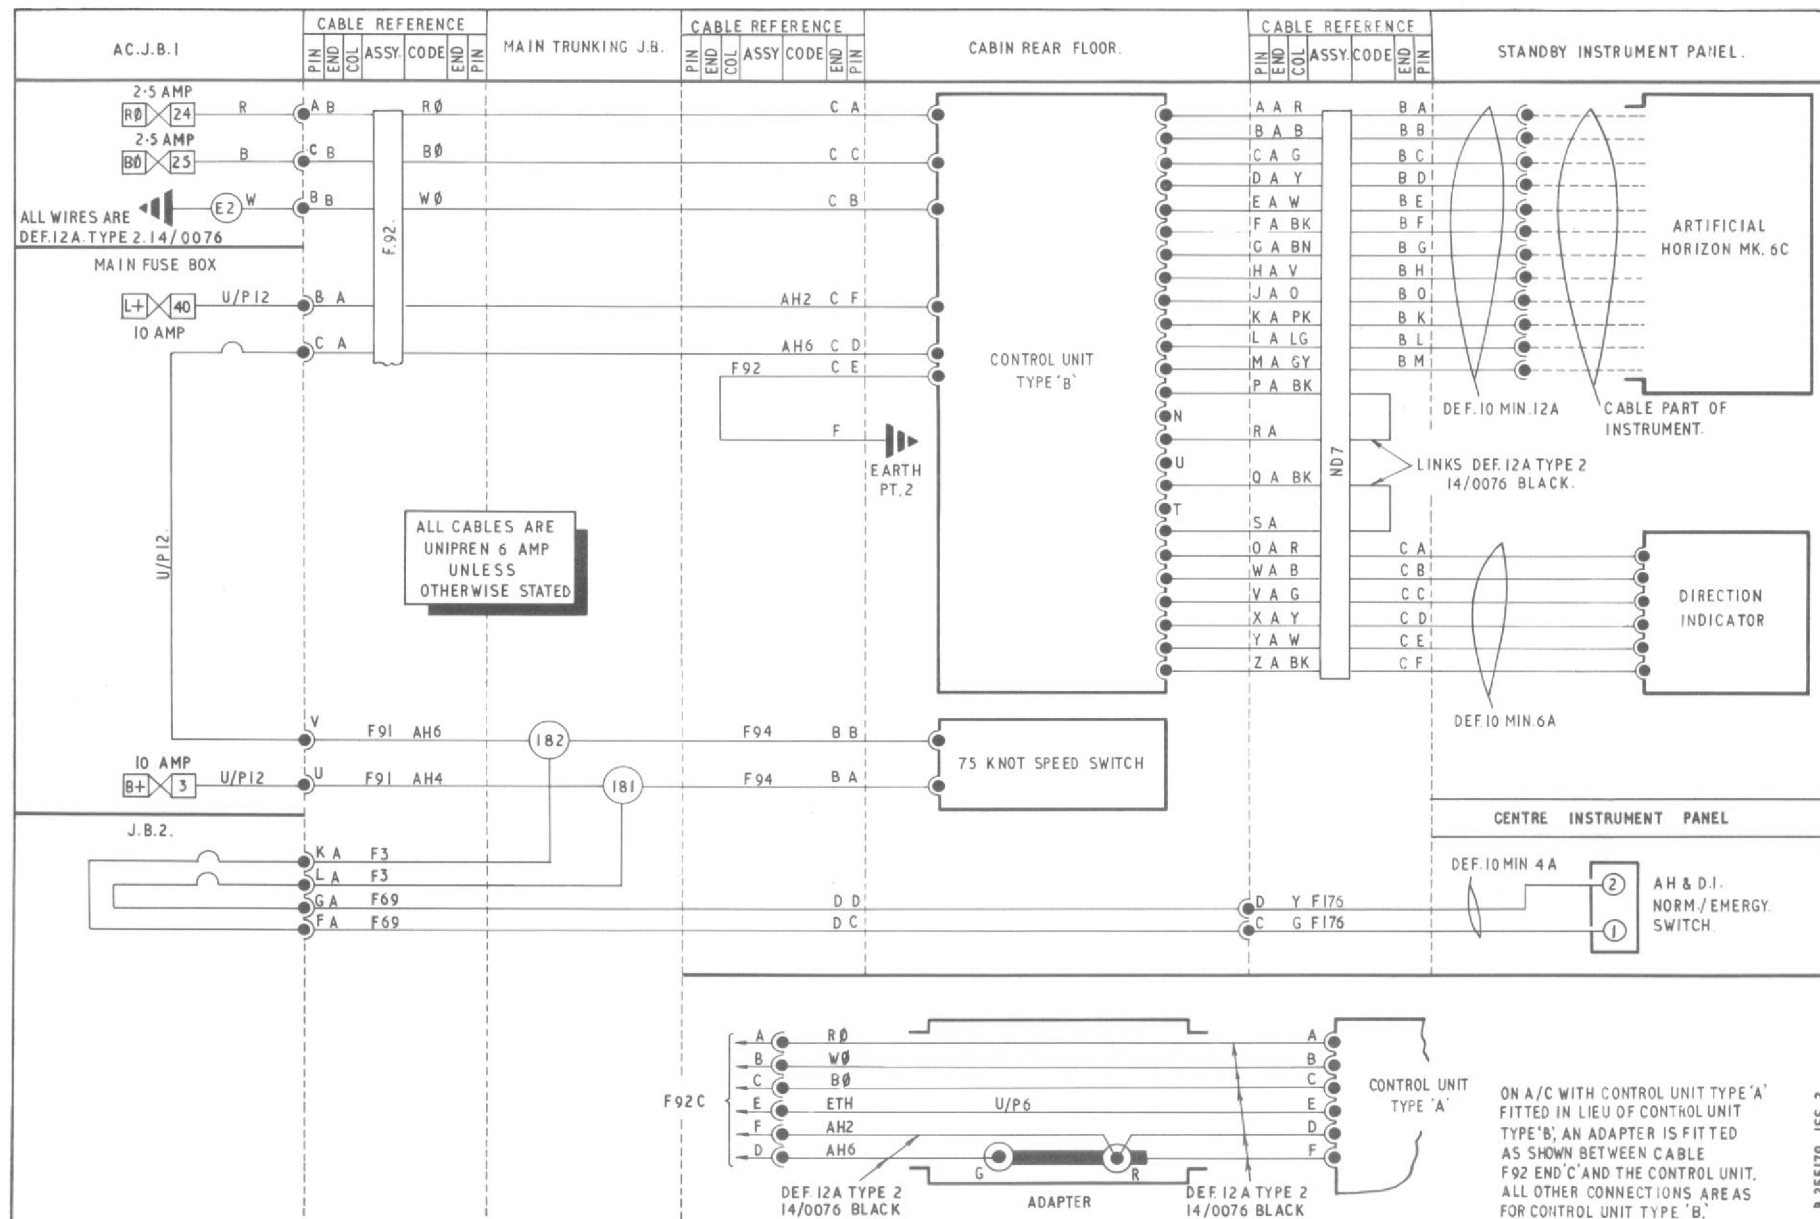 AC.J.B.1
CABLE REFERENCE
PIN END COL ASSY. CODE END PIN
MAIN TRUNKING J.B.
CABLE REFERENCE
PIN END COL ASSY CODE END PIN
CABIN REAR FLOOR.
CABLE REFERENCE
PIN END COL ASSY. CODE END PIN
STANDBY INSTRUMENT PANEL.
2·5 AMP
RØ 24 R A B RØ C A
2·5 AMP
BØ 25 B C B BØ C C
E2 W B B WØ C B
ALL WIRES ARE
DEF.12A.TYPE 2.14/0076
F.92.
MAIN FUSE BOX
L+ 40 U/P12 B A AH2 C F
10 AMP
C A AH6 C D
F92 C E
F
EARTH
PT.2
U/P12.
ALL CABLES ARE
UNIPREN 6 AMP
UNLESS
OTHERWISE STATED
CONTROL UNIT
TYPE 'B'
A A R B A
B A B B B
C A G B C
D A Y B D
E A W B E
F A BK B F
G A BN B G
H A V B H
J A O B O
K A PK B K
L A LG B L
M A GY B M
P A BK
N
R A
U
Q A BK
T
S A
O A R C A
W A B C B
V A G C C
X A Y C D
Y A W C E
Z A BK C F
ND7
ARTIFICIAL
HORIZON MK. 6C
DEF.10 MIN.12A
CABLE PART OF
INSTRUMENT.
LINKS DEF.12A TYPE 2
14/0076 BLACK.
DIRECTION
INDICATOR
DEF.10 MIN.6A
V F91 AH6 182 F94 B B
10 AMP
B+ 3 U/P12 U F91 AH4 181 F94 B A
75 KNOT SPEED SWITCH
J.B.2.
K A F3
L A F3
G A F69 D D D Y F176
F A F69 D C C G F176
CENTRE INSTRUMENT PANEL
DEF.10 MIN 4A
2
1
AH & D.I.
NORM./EMERGY.
SWITCH.
F92C
A RØ A
B WØ B
C BØ C
E ETH U/P6 E
F AH2 D
D AH6 F
G R
DEF.12A TYPE 2
14/0076 BLACK
ADAPTER
DEF.12A TYPE 2
14/0076 BLACK
CONTROL UNIT
TYPE 'A'
ON A/C WITH CONTROL UNIT TYPE 'A'
FITTED IN LIEU OF CONTROL UNIT
TYPE 'B', AN ADAPTER IS FITTED
AS SHOWN BETWEEN CABLE
F92 END 'C' AND THE CONTROL UNIT.
ALL OTHER CONNECTIONS ARE AS
FOR CONTROL UNIT TYPE 'B'.